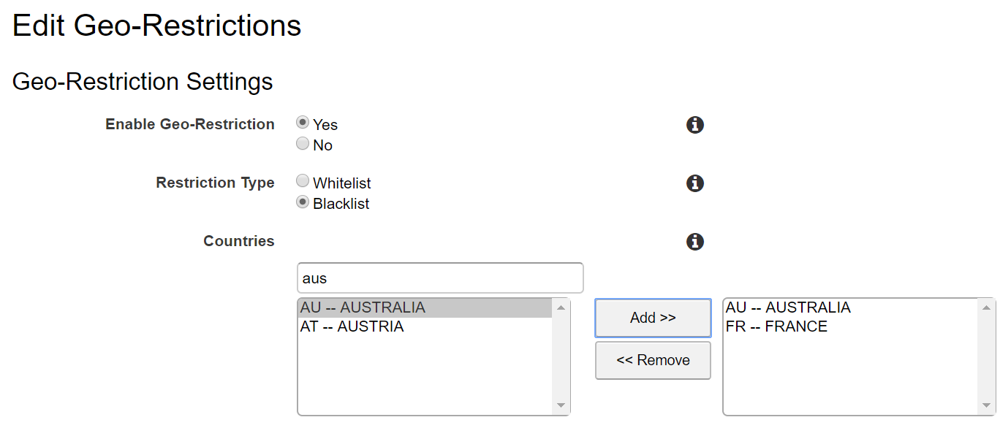 Edit Geo-Restrictions
Geo-Restriction Settings
Enable Geo-Restriction
Yes
No
Restriction Type
Whitelist
Blacklist
Countries
aus
AU -- AUSTRALIA
AT -- AUSTRIA
Add >>
<< Remove
AU -- AUSTRALIA
FR -- FRANCE